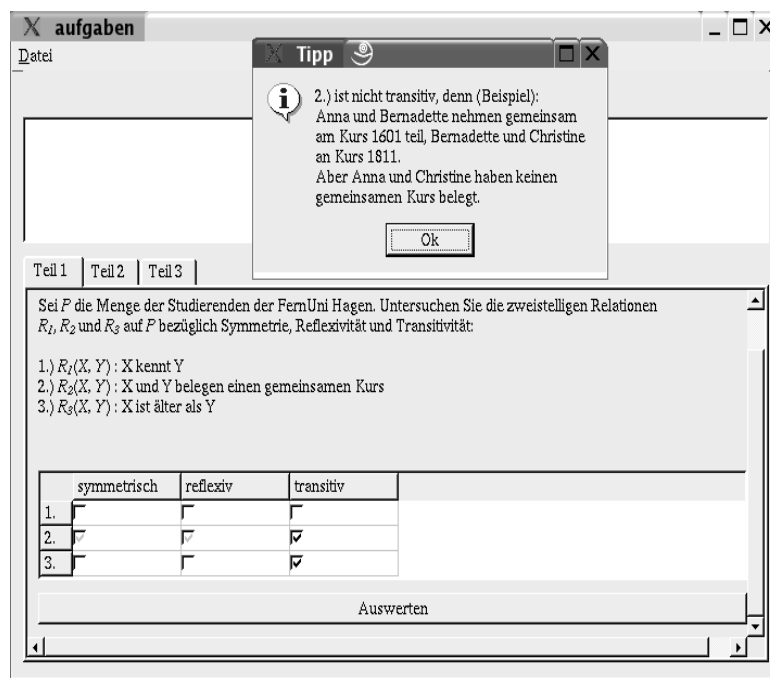 aufgaben
Datei
Tipp
2.) ist nicht transitiv, denn (Beispiel):
Anna und Bernadette nehmen gemeinsam
am Kurs 1601 teil, Bernadette und Christine
an Kurs 1811.
Aber Anna und Christine haben keinen
gemeinsamen Kurs belegt.
Ok
Teil 1 Teil 2 Teil 3
Sei P die Menge der Studierenden der FernUni Hagen. Untersuchen Sie die zweistelligen Relationen
R₁, R₂ und R₃ auf P bezüglich Symmetrie, Reflexivität und Transitivität:
1.) R₁(X, Y) : X kennt Y
2.) R₂(X, Y) : X und Y belegen einen gemeinsamen Kurs
3.) R₃(X, Y) : X ist älter als Y
symmetrisch reflexiv transitiv
1.
2.
3.
Auswerten